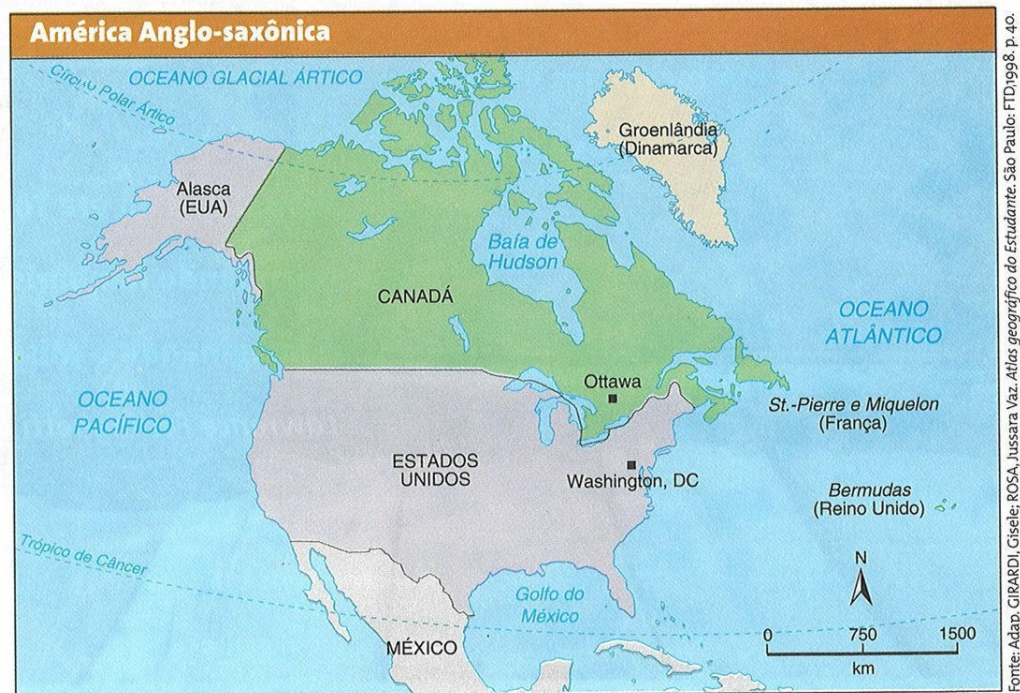 América Anglo-saxônica
OCEANO GLACIAL ÁRTICO
Círculo Polar Ártico
Groenlândia
(Dinamarca)
Alasca
(EUA)
Baía de
Hudson
CANADÁ
OCEANO
ATLÂNTICO
OCEANO
PACÍFICO
Ottawa
St.-Pierre e Miquelon
(França)
ESTADOS
UNIDOS
Washington, DC
Bermudas
(Reino Unido)
Trópico de Câncer
Golfo do
México
N
MÉXICO
0 750 1500
km
Fonte: Adap. GIRARDI, Gisele; ROSA, Jussara Vaz. Atlas geográfico do Estudante. São Paulo: FTD,1998. p.40.